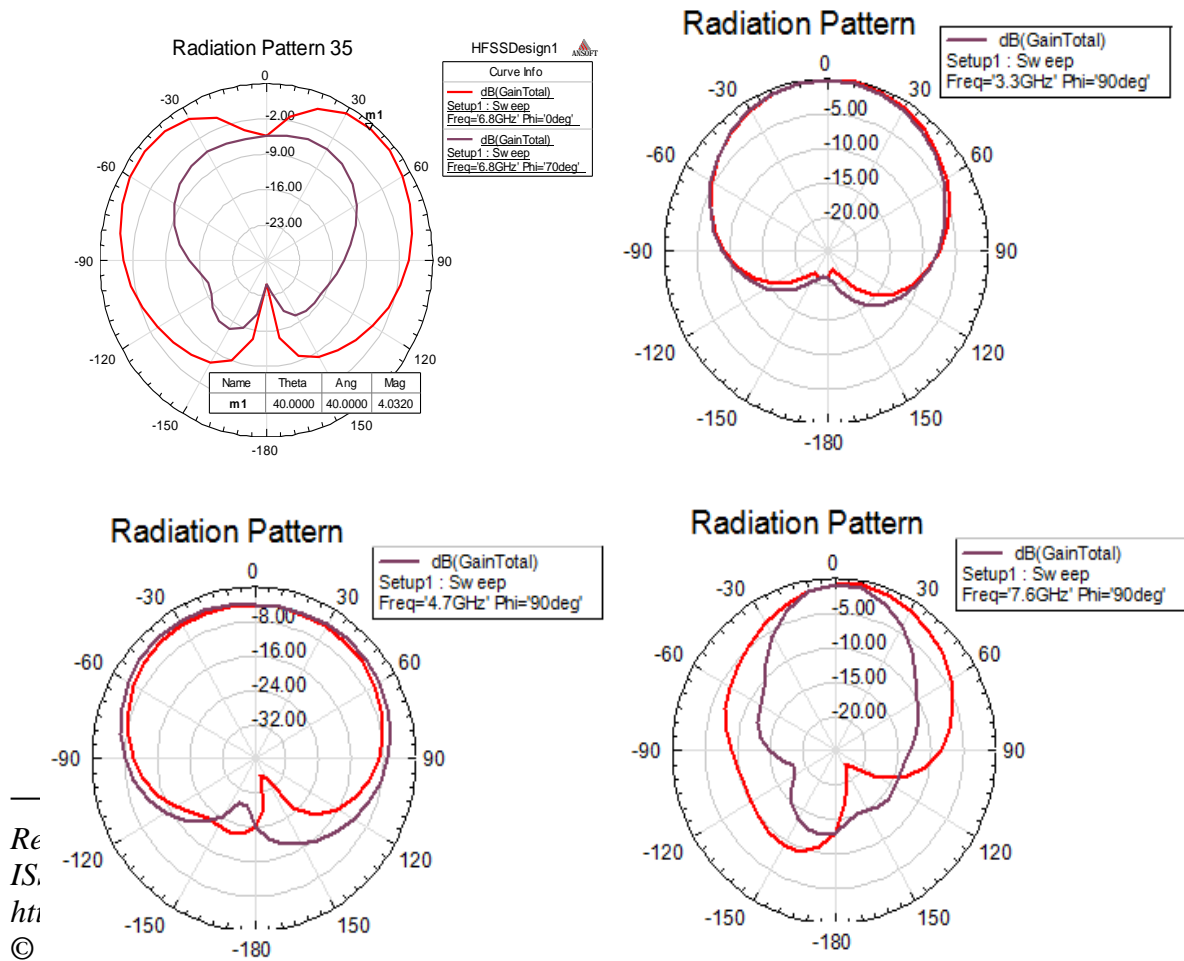 Radiation Pattern 35
HFSSDesign1
ANSOFT
Curve Info
dB(GainTotal)
Setup1 : Sw eep
Freq='6.8GHz' Phi='0deg'
dB(GainTotal)
Setup1 : Sw eep
Freq='6.8GHz' Phi='70deg'
0
-30
30
m1
-2.00
-60
-9.00
60
-16.00
-23.00
-90
90
-120
120
Name Theta Ang Mag
m1 40.0000 40.0000 4.0320
-150
150
-180
Radiation Pattern
dB(GainTotal)
Setup1 : Sw eep
Freq='3.3GHz' Phi='90deg'
0
-30
30
-5.00
-60
-10.00
60
-15.00
-20.00
-90
90
-120
120
-150
150
-180
Radiation Pattern
dB(GainTotal)
Setup1 : Sw eep
Freq='4.7GHz' Phi='90deg'
0
-30
30
-8.00
-60
-16.00
60
-24.00
-32.00
-90
90
-120
120
-150
150
-180
Radiation Pattern
dB(GainTotal)
Setup1 : Sw eep
Freq='7.6GHz' Phi='90deg'
0
-30
30
-5.00
-60
-10.00
60
-15.00
-20.00
-90
90
-120
120
-150
150
-180
©